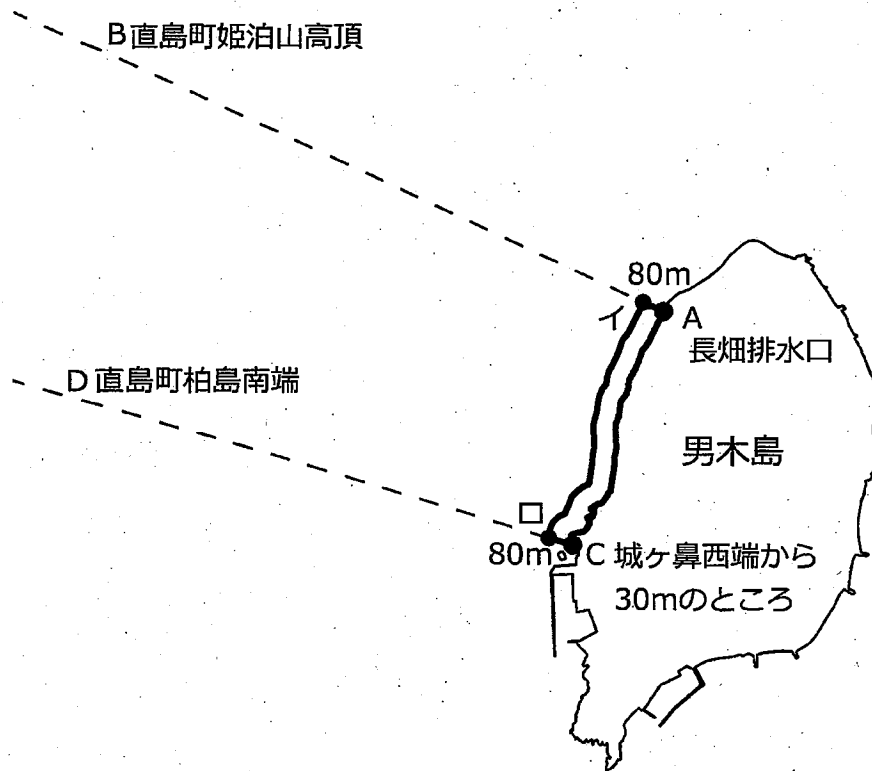 B直島町姫泊山高頂
80m
イ
A
長畑排水口
D直島町柏島南端
男木島
ロ
80m
C 城ヶ鼻西端から
30mのところ